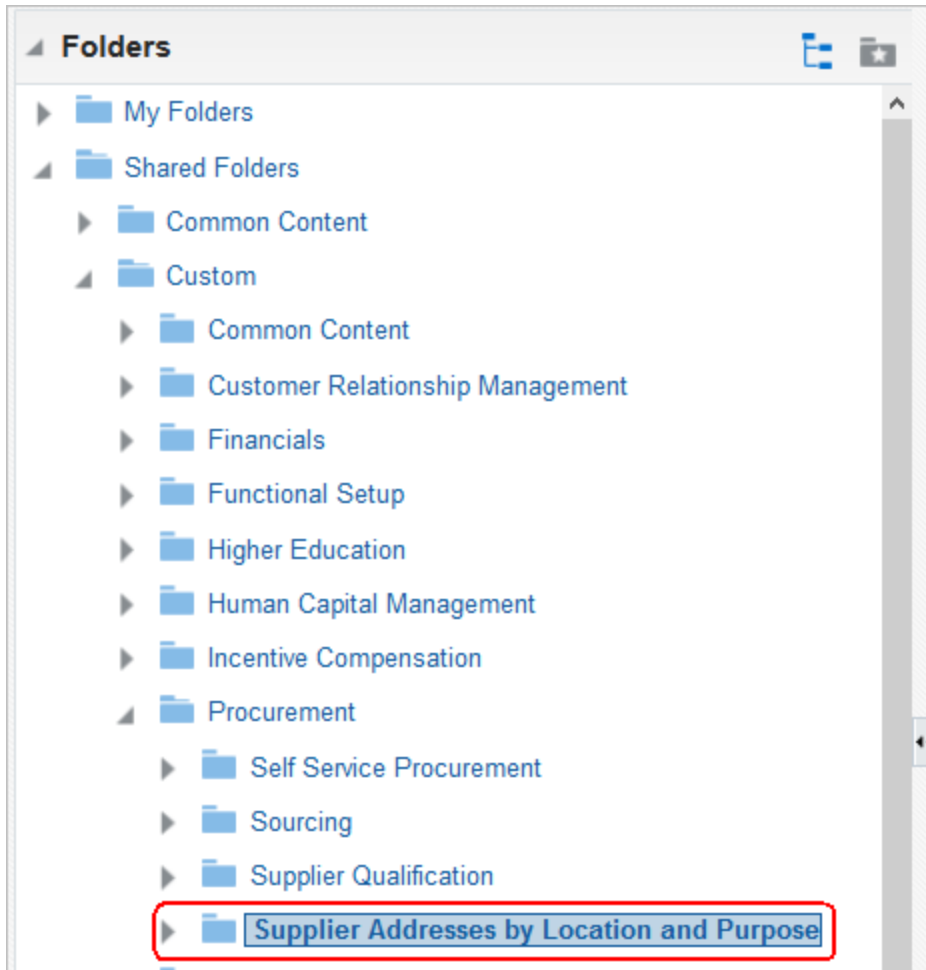 Folders
My Folders
Shared Folders
Common Content
Custom
Common Content
Customer Relationship Management
Financials
Functional Setup
Higher Education
Human Capital Management
Incentive Compensation
Procurement
Self Service Procurement
Sourcing
Supplier Qualification
Supplier Addresses by Location and Purpose